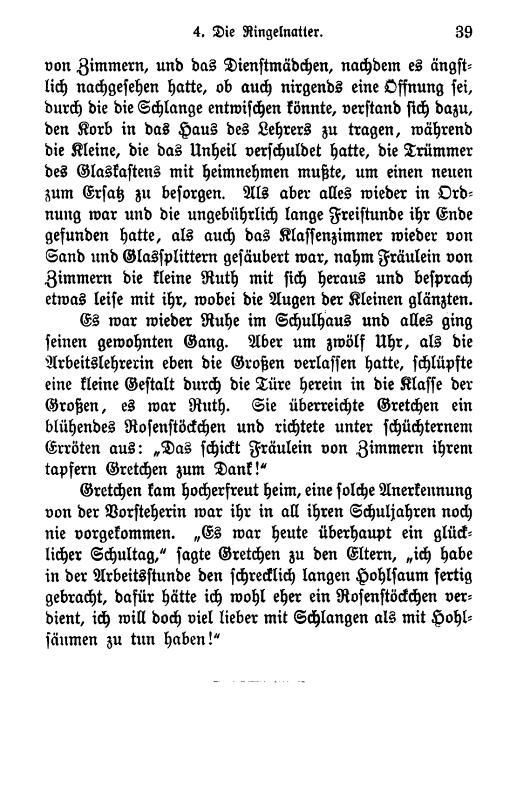 4. Die Ringelnatter. 39
von Zimmern, und das Dienstmädchen, nachdem es ängst-
lich nachgesehen hatte, ob auch nirgends eine Öffnung sei,
durch die die Schlange entwischen könnte, verstand sich dazu,
den Korb in das Haus des Lehrers zu tragen, während
die Kleine, die das Unheil verschuldet hatte, die Trümmer
des Glaskastens mit heimnehmen mußte, um einen neuen
zum Ersatz zu besorgen. Als aber alles wieder in Ord-
nung war und die ungebührlich lange Freistunde ihr Ende
gefunden hatte, als auch das Klassenzimmer wieder von
Sand und Glassplittern gesäubert war, nahm Fräulein von
Zimmern die kleine Ruth mit sich heraus und besprach
etwas leise mit ihr, wobei die Augen der Kleinen glänzten.
Es war wieder Ruhe im Schulhaus und alles ging
seinen gewohnten Gang. Aber um zwölf Uhr, als die
Arbeitslehrerin eben die Großen verlassen hatte, schlüpfte
eine kleine Gestalt durch die Türe herein in die Klasse der
Großen, es war Ruth. Sie überreichte Gretchen ein
blühendes Rosenstöckchen und richtete unter schüchternem
Erröten aus: „Das schickt Fräulein von Zimmern ihrem
tapfern Gretchen zum Dank!“
Gretchen kam hocherfreut heim, eine solche Anerkennung
von der Vorsteherin war ihr in all ihren Schuljahren noch
nie vorgekommen. „Es war heute überhaupt ein glück-
licher Schultag,“ sagte Gretchen zu den Eltern, „ich habe
in der Arbeitsstunde den schrecklich langen Hohlsaum fertig
gebracht, dafür hätte ich wohl eher ein Rosenstöckchen ver-
dient, ich will doch viel lieber mit Schlangen als mit Hohl-
säumen zu tun haben!“